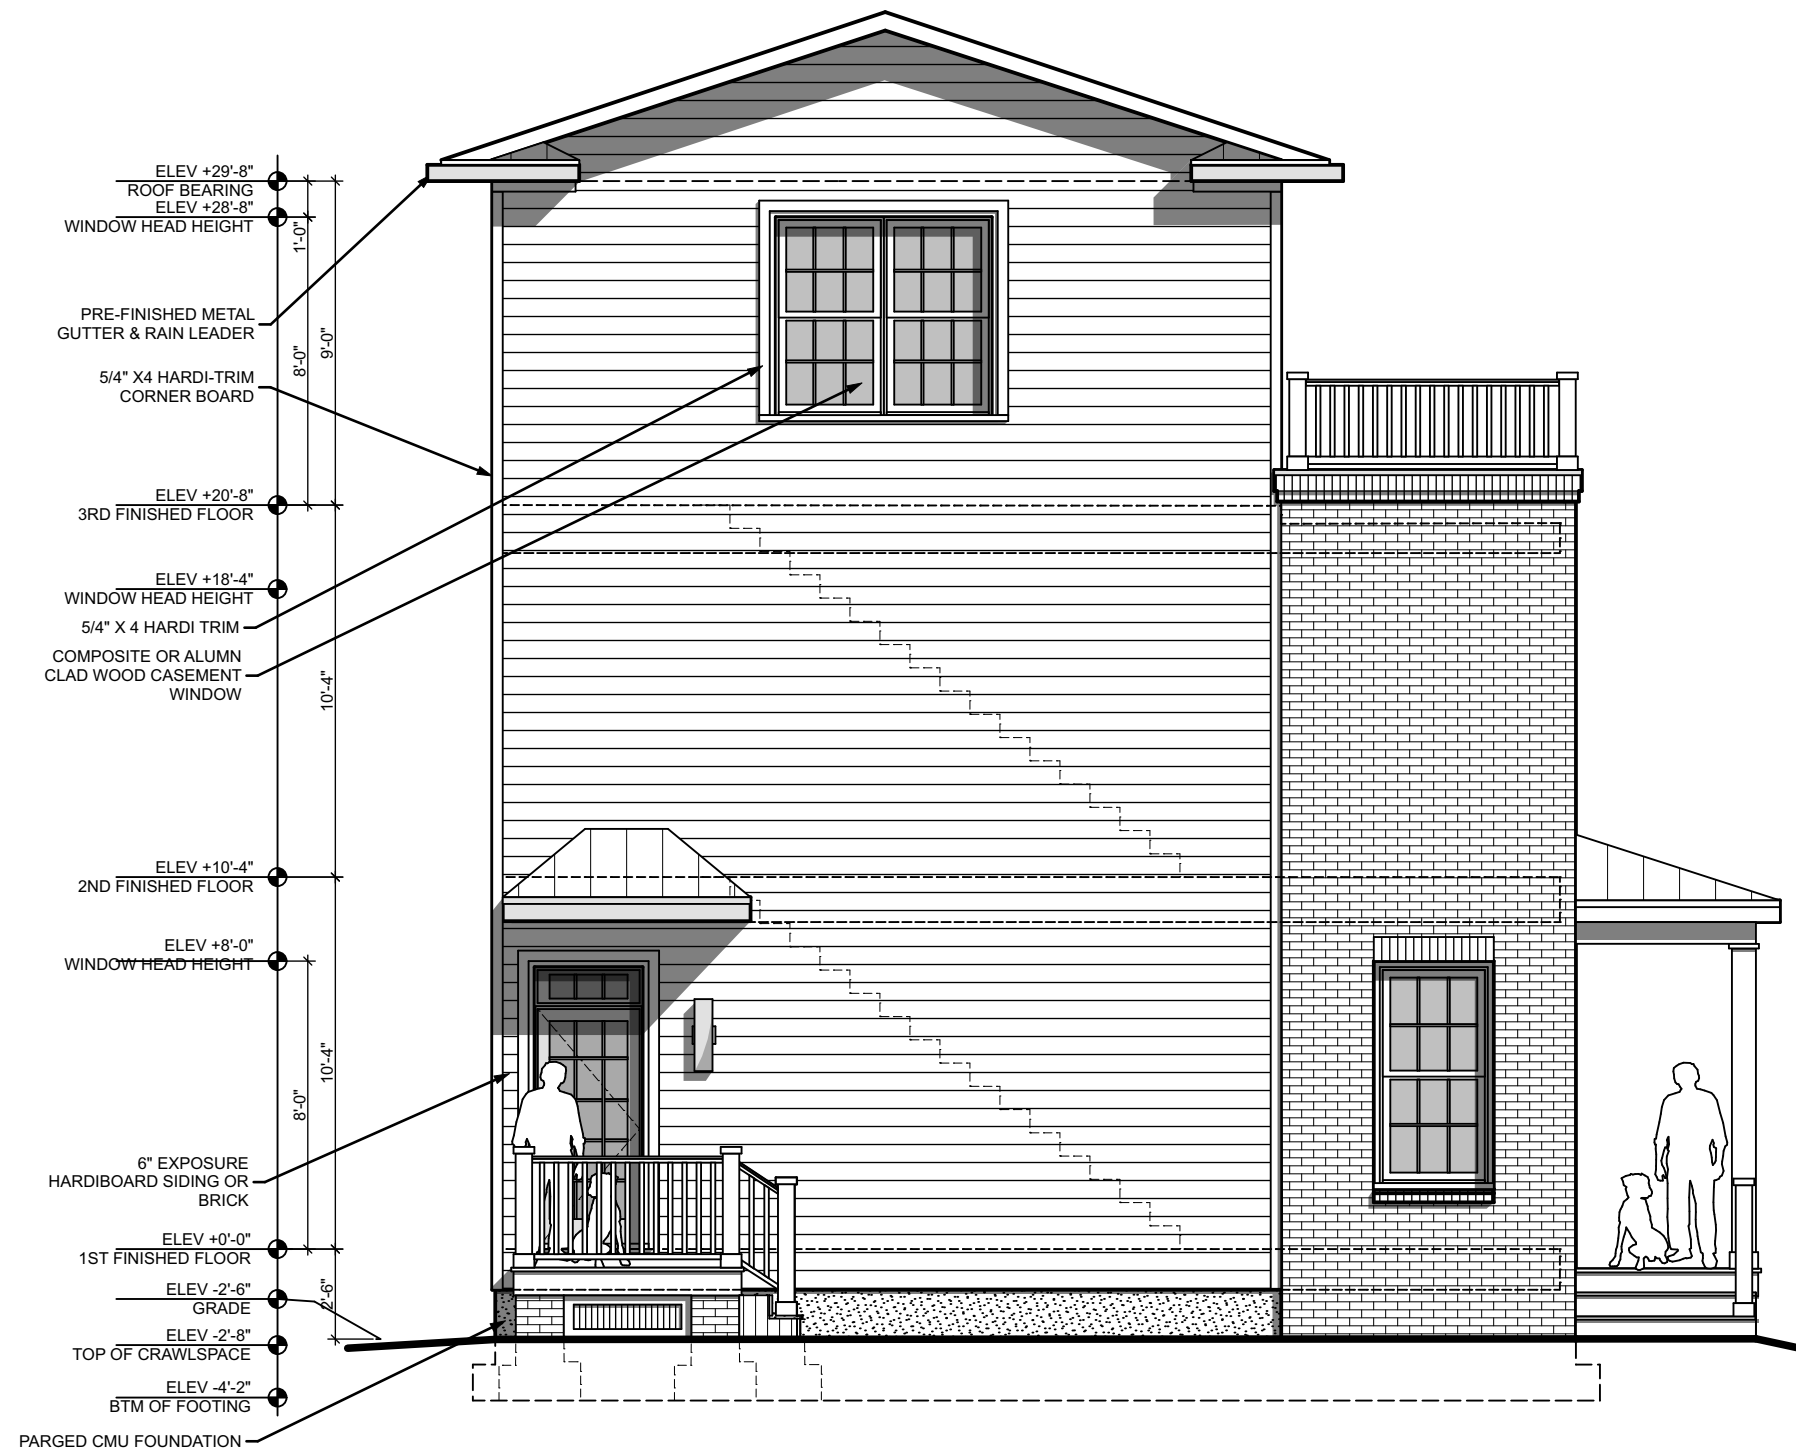 ELEV +29'-8"
ROOF BEARING
ELEV +28'-8"
WINDOW HEAD HEIGHT
1'-0"
PRE-FINISHED METAL
GUTTER & RAIN LEADER
8'-0"
9'-0"
5/4" X4 HARDI-TRIM
CORNER BOARD
ELEV +20'-8"
3RD FINISHED FLOOR
ELEV +18'-4"
WINDOW HEAD HEIGHT
5/4" X 4 HARDI TRIM
COMPOSITE OR ALUMN
CLAD WOOD CASEMENT
WINDOW
10'-4"
ELEV +10'-4"
2ND FINISHED FLOOR
ELEV +8'-0"
WINDOW HEAD HEIGHT
10'-4"
8'-0"
6" EXPOSURE
HARDIBOARD SIDING OR
BRICK
ELEV +0'-0"
1ST FINISHED FLOOR
ELEV -2'-6"
GRADE
2'-6"
ELEV -2'-8"
TOP OF CRAWLSPACE
ELEV -4'-2"
BTM OF FOOTING
PARGED CMU FOUNDATION